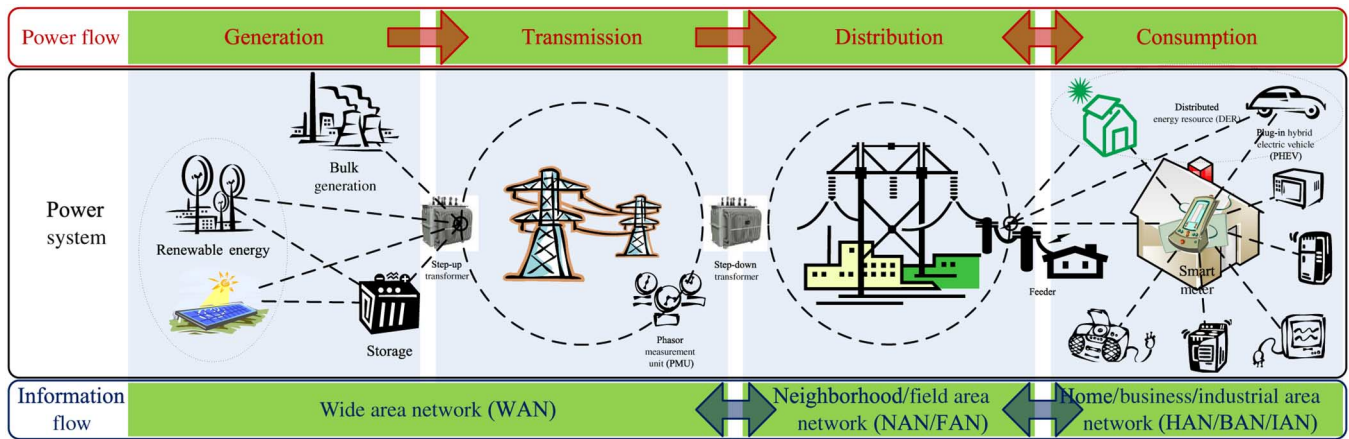 Power flow
Generation
Transmission
Distribution
Consumption
Power
system
Bulk
generation
Renewable energy
Storage
Step-up
transformer
Phasor
measurement
unit (PMU)
Step-down
transformer
Feeder
Distributed
energy resource (DER)
Plug-in hybrid
electric vehicle
(PHEV)
Smart
meter
Information
flow
Wide area network (WAN)
Neighborhood/field area
network (NAN/FAN)
Home/business/industrial area
network (HAN/BAN/IAN)